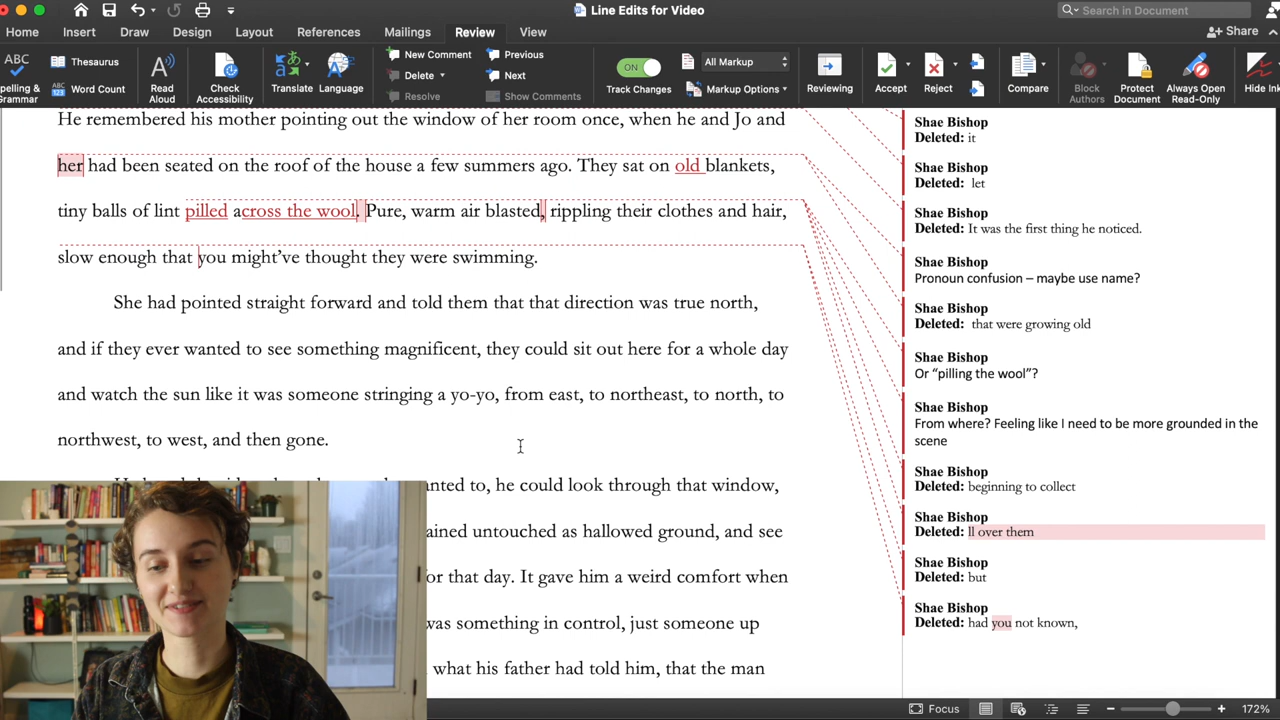 Line Edits for Video
Search in Document
Home Insert Draw Design Layout References Mailings Review View
Share
ABC
Spelling & Grammar
Thesaurus
Word Count
Read Aloud
Check Accessibility
Translate
Language
New Comment
Delete
Resolve
Previous
Next
Show Comments
ON
Track Changes
All Markup
Markup Options
Reviewing
Accept
Reject
Compare
Block Authors
Protect Document
Always Open Read-Only
Hide Ink
He remembered his mother pointing out the window of her room once, when he and Jo and
her had been seated on the roof of the house a few summers ago. They sat on old blankets,
tiny balls of lint pilled across the wool. Pure, warm air blasted, rippling their clothes and hair,
slow enough that you might’ve thought they were swimming.
She had pointed straight forward and told them that that direction was true north,
and if they ever wanted to see something magnificent, they could sit out here for a whole day
and watch the sun like it was someone stringing a yo-yo, from east, to northeast, to north, to
northwest, to west, and then gone.
to, he could look through that window,
untouched as hallowed ground, and see
for that day. It gave him a weird comfort when
was something in control, just someone up
what his father had told him, that the man
Shae Bishop
Deleted: it
Shae Bishop
Deleted: let
Shae Bishop
Deleted: It was the first thing he noticed.
Shae Bishop
Pronoun confusion – maybe use name?
Shae Bishop
Deleted: that were growing old
Shae Bishop
Or “pilling the wool”?
Shae Bishop
From where? Feeling like I need to be more grounded in the
scene
Shae Bishop
Deleted: beginning to collect
Shae Bishop
Deleted: ll over them
Shae Bishop
Deleted: but
Shae Bishop
Deleted: had you not known,
Focus
172%